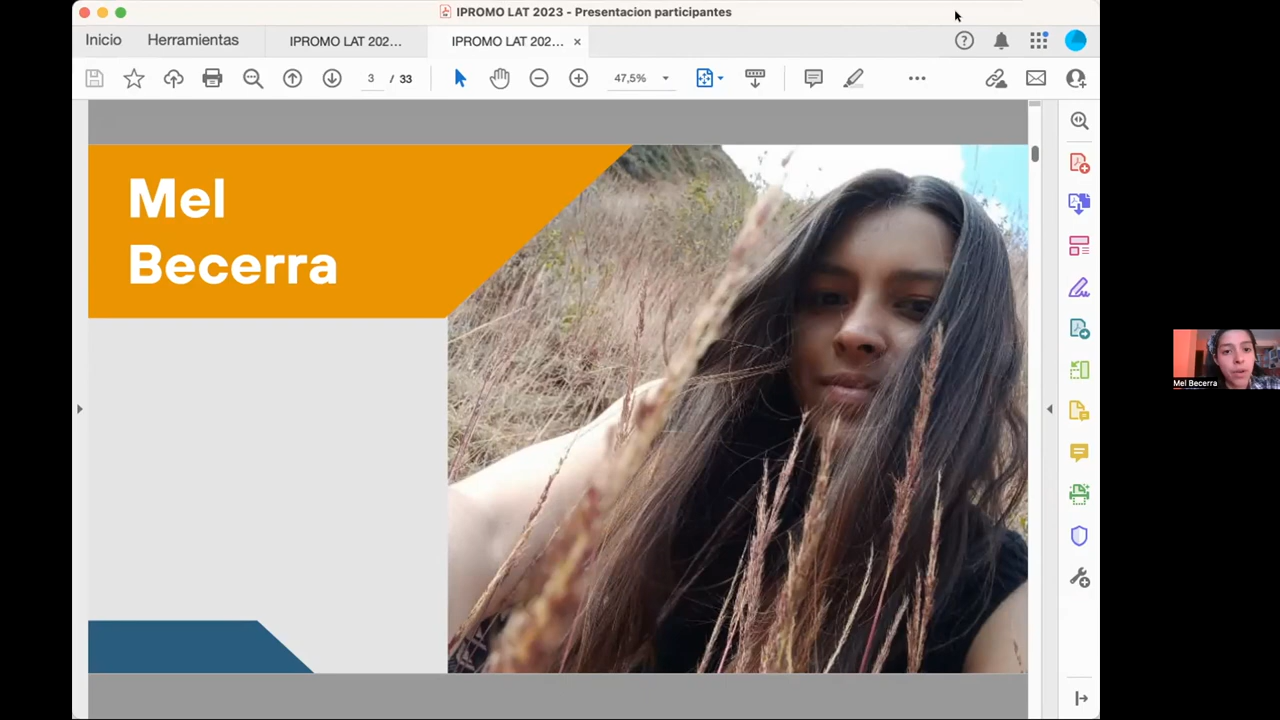 IPROMO LAT 2023 - Presentacion participantes
Inicio
Herramientas
IPROMO LAT 202...
IPROMO LAT 202...
3 / 33
47,5%
Mel
Becerra
Mel Becerra